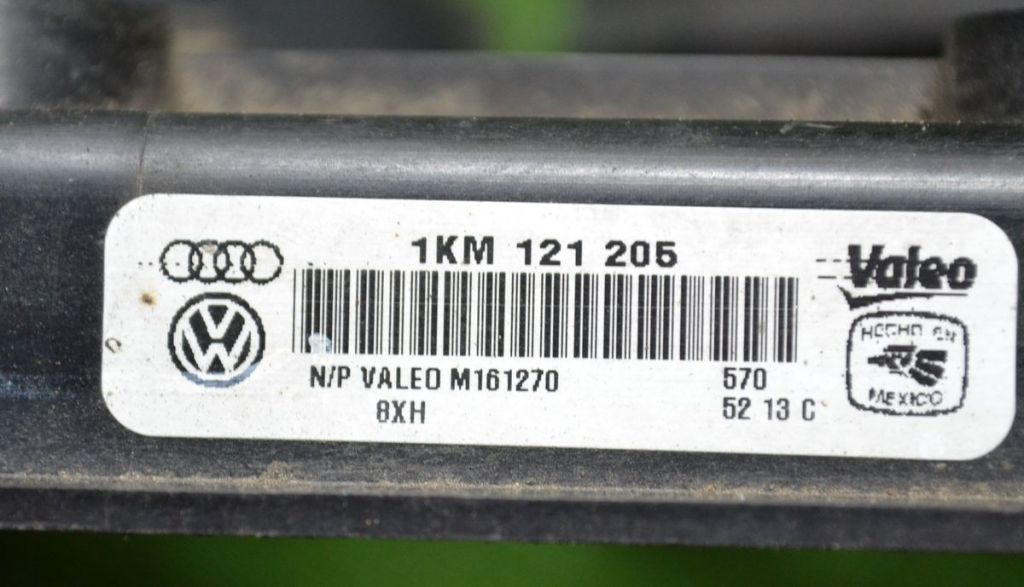 1KM 121 205
Valeo
N/P VALEO M161270
570
8XH
52 13 C
HECHO EN
MEXICO